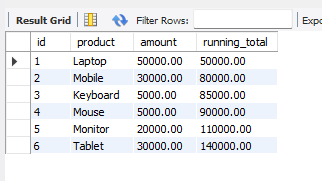 Result Grid Filter Rows: Expo
id product amount running_total
1 Laptop 50000.00 50000.00
2 Mobile 30000.00 80000.00
3 Keyboard 5000.00 85000.00
4 Mouse 5000.00 90000.00
5 Monitor 20000.00 110000.00
6 Tablet 30000.00 140000.00